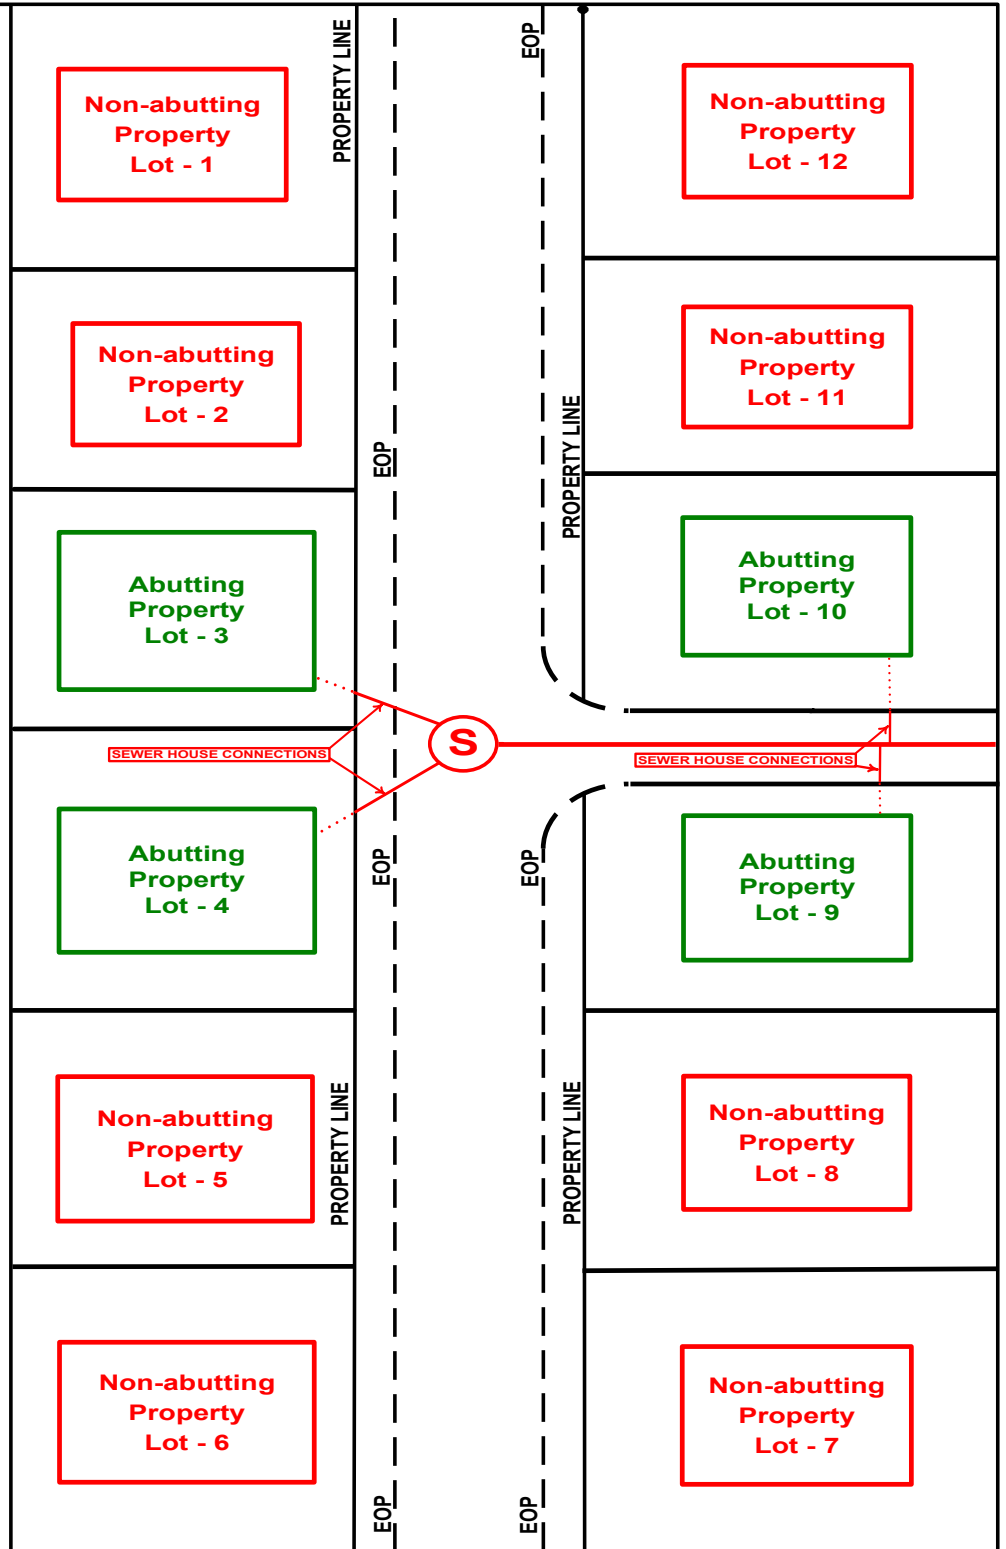 PROPERTY LINE
EOP
Non-abutting
Property
Lot - 1
Non-abutting
Property
Lot - 12
Non-abutting
Property
Lot - 2
Non-abutting
Property
Lot - 11
EOP
PROPERTY LINE
Abutting
Property
Lot - 3
Abutting
Property
Lot - 10
SEWER HOUSE CONNECTIONS
S
SEWER HOUSE CONNECTIONS
Abutting
Property
Lot - 4
EOP
EOP
Abutting
Property
Lot - 9
Non-abutting
Property
Lot - 5
PROPERTY LINE
PROPERTY LINE
Non-abutting
Property
Lot - 8
Non-abutting
Property
Lot - 6
Non-abutting
Property
Lot - 7
EOP
EOP